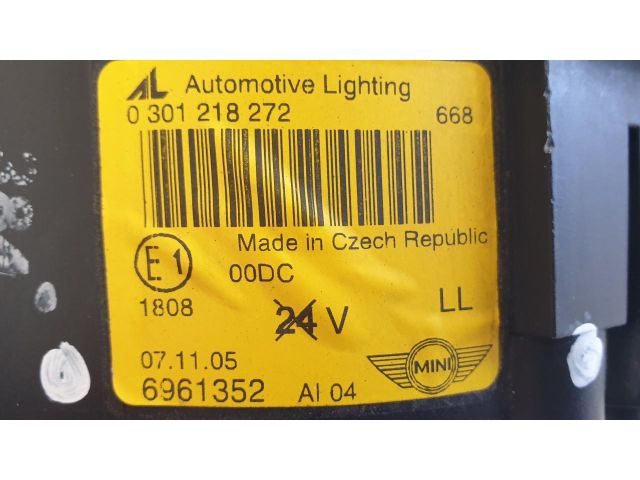 AL Automotive Lighting
0 301 218 272 668
Made in Czech Republic
E1 00DC
1808 24 V LL
07.11.05 MINI
6961352 AI 04